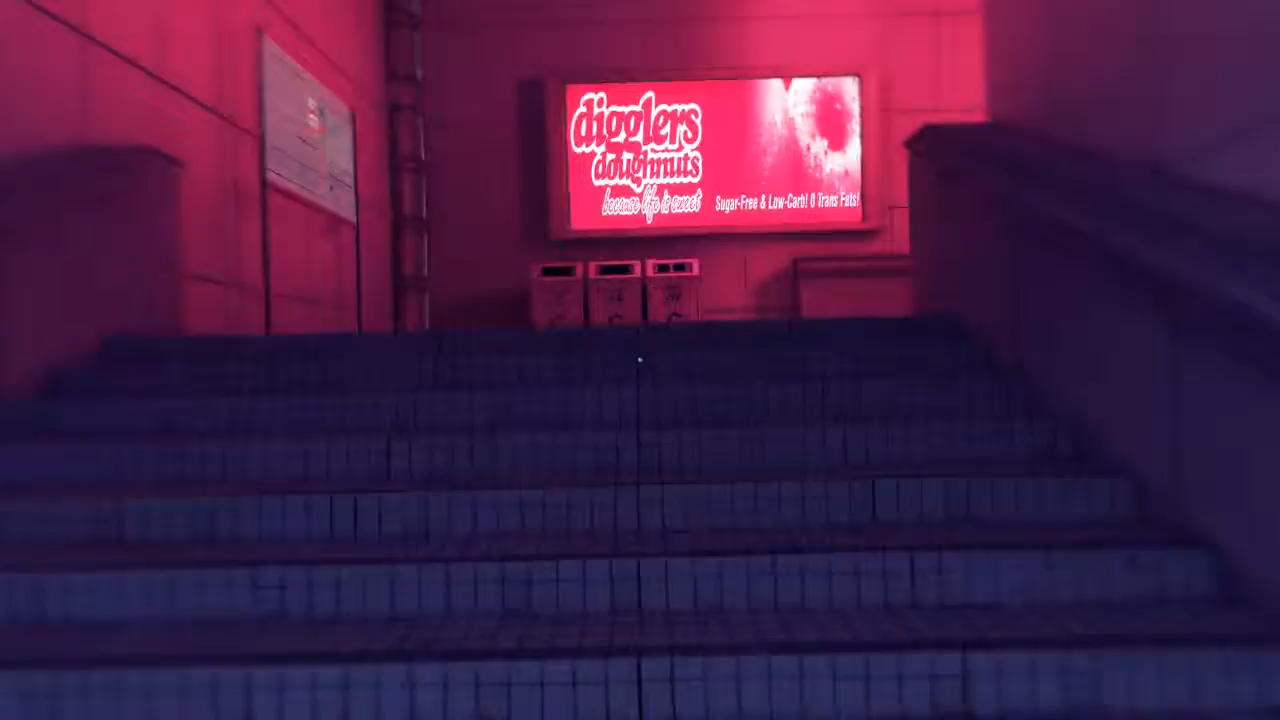 digglers
doughnuts
because life is sweet
Sugar-Free & Low-Carb! 0 Trans Fats!